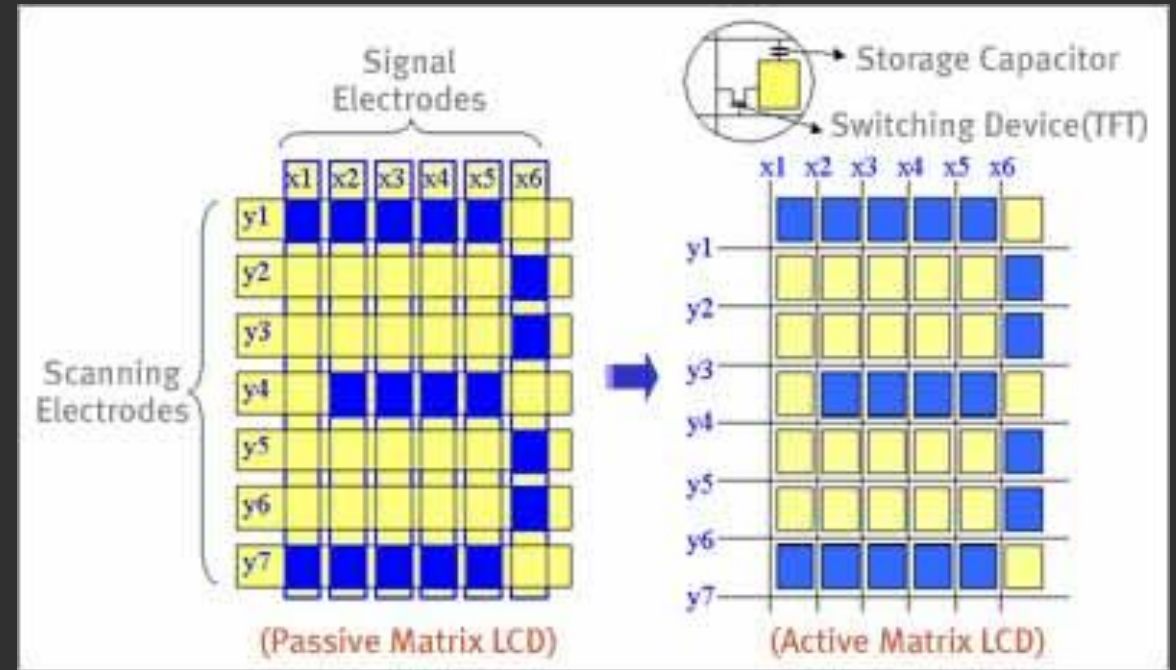 Signal
Electrodes
Storage Capacitor
Switching Device(TFT)
x1 x2 x3 x4 x5 x6
y1
y2
y3
y4
y5
y6
y7
Scanning
Electrodes
(Passive Matrix LCD)
x1 x2 x3 x4 x5 x6
y1
y2
y3
y4
y5
y6
y7
(Active Matrix LCD)